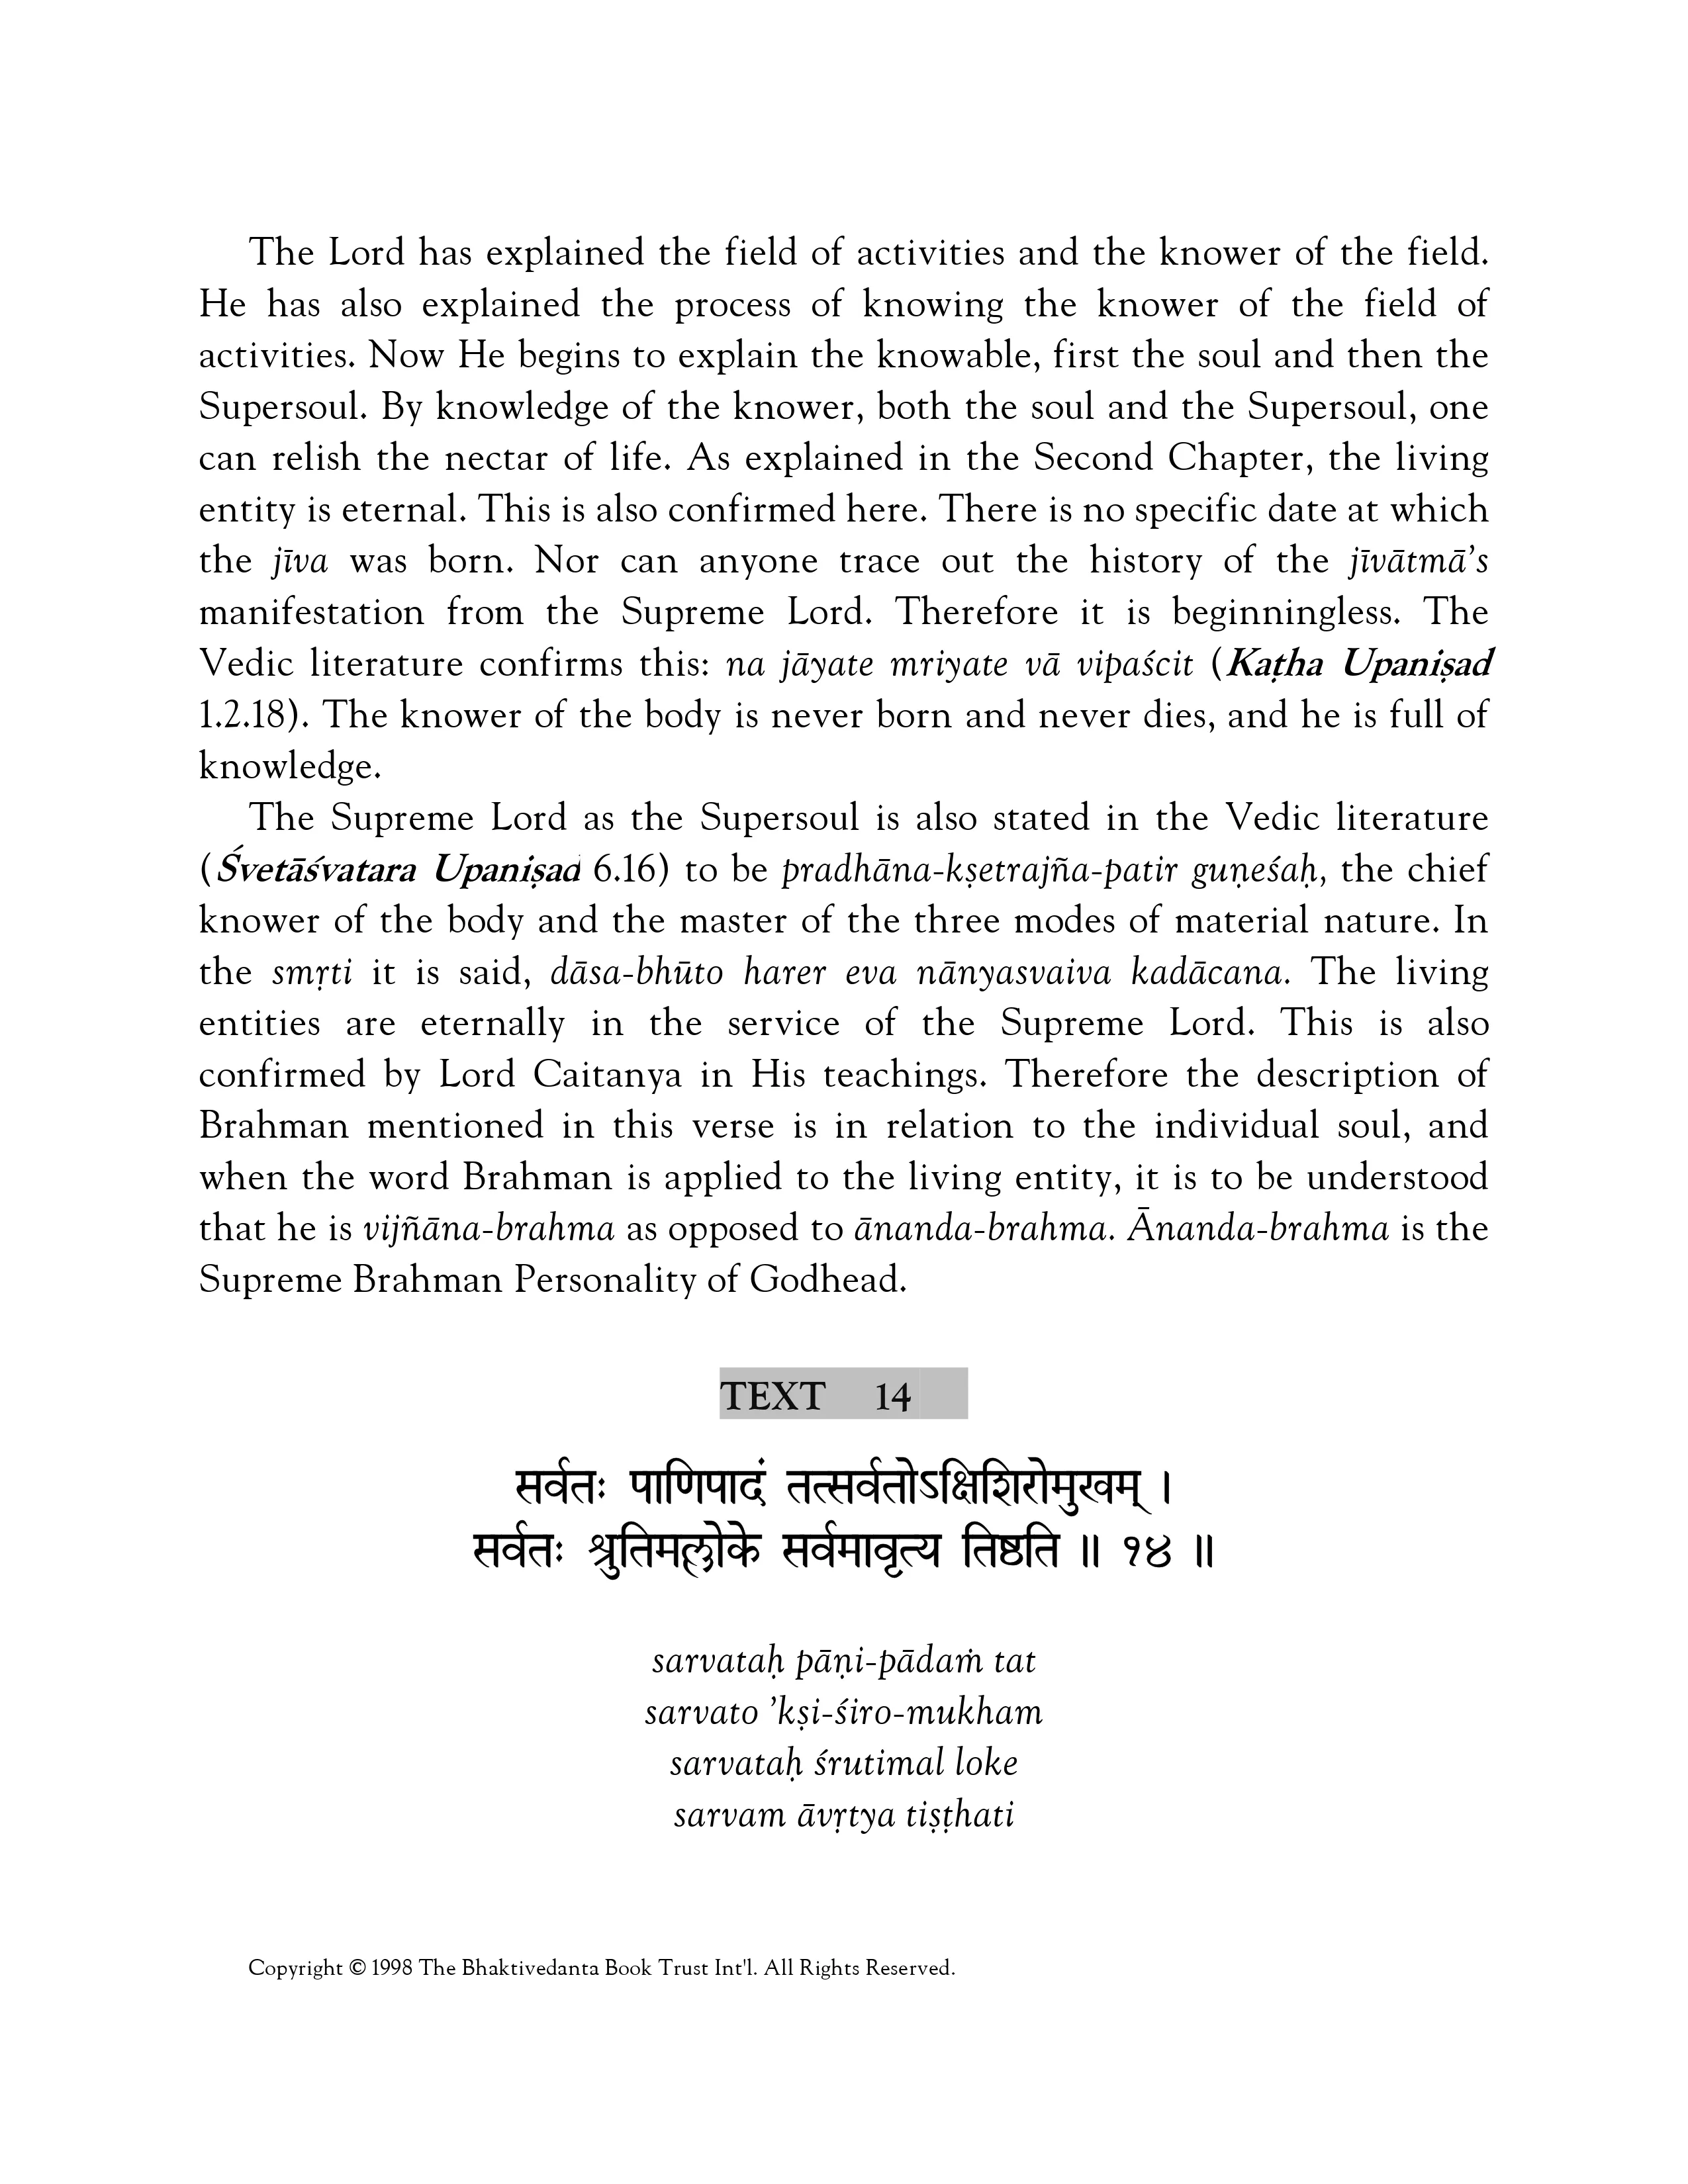 The Lord has explained the field of activities and the knower of the field.
He has also explained the process of knowing the knower of the field of
activities. Now He begins to explain the knowable, first the soul and then the
Supersoul. By knowledge of the knower, both the soul and the Supersoul, one
can relish the nectar of life. As explained in the Second Chapter, the living
entity is eternal. This is also confirmed here. There is no specific date at which
the jīva was born. Nor can anyone trace out the history of the jīvātmā’s
manifestation from the Supreme Lord. Therefore it is beginningless. The
Vedic literature confirms this: na jāyate mriyate vā vipaścit (Kaṭha Upaniṣad
1.2.18). The knower of the body is never born and never dies, and he is full of
knowledge.
The Supreme Lord as the Supersoul is also stated in the Vedic literature
(Śvetāśvatara Upaniṣad 6.16) to be pradhāna-kṣetrajña-patir guṇeśaḥ, the chief
knower of the body and the master of the three modes of material nature. In
the smṛti it is said, dāsa-bhūto harer eva nānyasvaiva kadācana. The living
entities are eternally in the service of the Supreme Lord. This is also
confirmed by Lord Caitanya in His teachings. Therefore the description of
Brahman mentioned in this verse is in relation to the individual soul, and
when the word Brahman is applied to the living entity, it is to be understood
that he is vijñāna-brahma as opposed to ānanda-brahma. Ānanda-brahma is the
Supreme Brahman Personality of Godhead.
TEXT 14
सर्वतः पाणिपादं तत्सर्वतोऽक्षिशिरोमुखम् ।
सर्वतः श्रुतिमल्लोके सर्वमावृत्य तिष्ठति ॥ १४ ॥
sarvataḥ pāṇi-pādaṁ tat
sarvato ’kṣi-śiro-mukham
sarvataḥ śrutimal loke
sarvam āvṛtya tiṣṭhati
Copyright © 1998 The Bhaktivedanta Book Trust Int'l. All Rights Reserved.